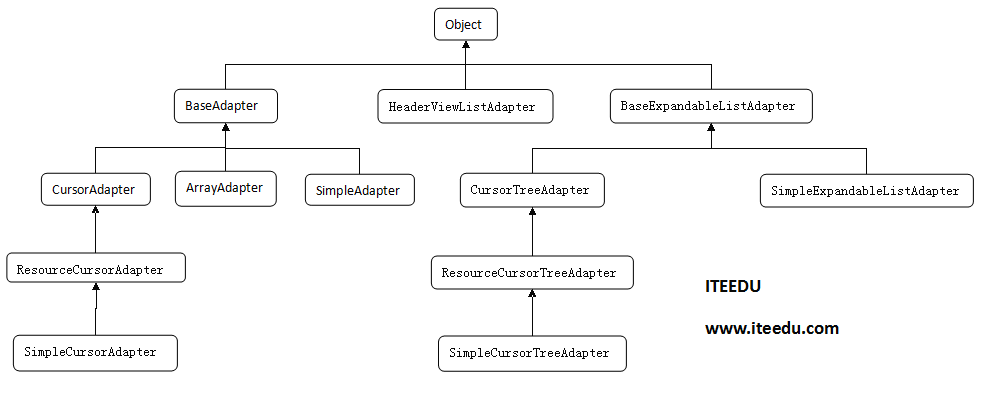 Object
BaseAdapter
HeaderViewListAdapter
BaseExpandableListAdapter
CursorAdapter
ArrayAdapter
SimpleAdapter
CursorTreeAdapter
SimpleExpandableListAdapter
ResourceCursorAdapter
ResourceCursorTreeAdapter
ITEEDU
www.iteedu.com
SimpleCursorAdapter
SimpleCursorTreeAdapter